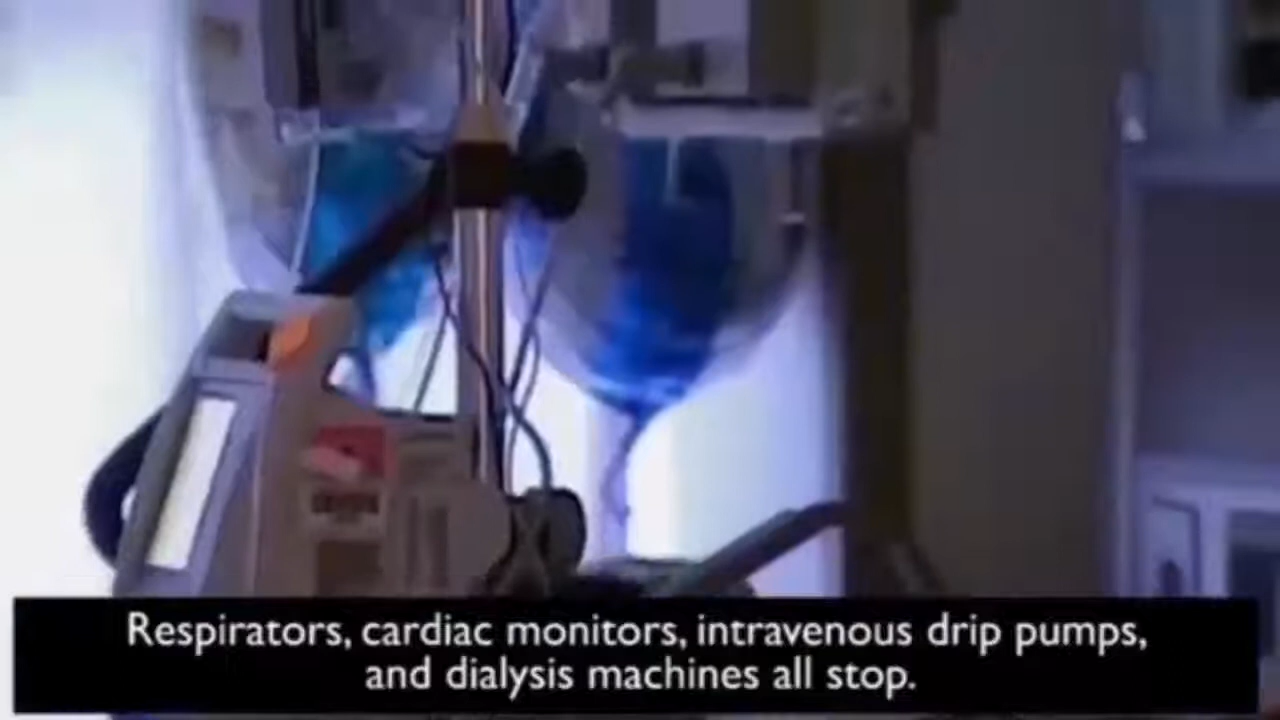 Respirators, cardiac monitors, intravenous drip pumps,
and dialysis machines all stop.